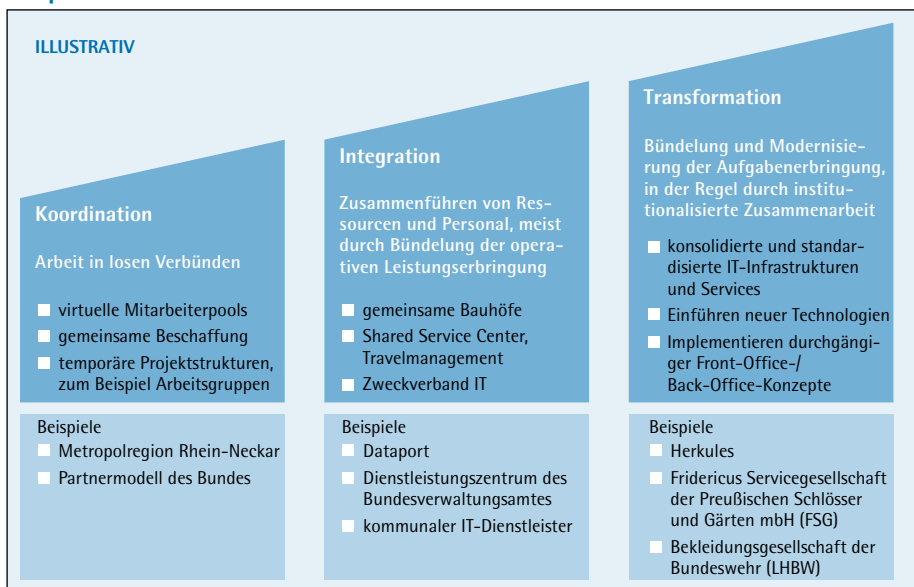 ILLUSTRATIV
Koordination
Arbeit in losen Verbünden
virtuelle Mitarbeiterpools
gemeinsame Beschaffung
temporäre Projektstrukturen,
zum Beispiel Arbeitsgruppen
Beispiele
Metropolregion Rhein-Neckar
Partnermodell des Bundes
Integration
Zusammenführen von Res-
sourcen und Personal, meist
durch Bündelung der opera-
tiven Leistungserbringung
gemeinsame Bauhöfe
Shared Service Center,
Travelmanagement
Zweckverband IT
Beispiele
Dataport
Dienstleistungszentrum des
Bundesverwaltungsamtes
kommunaler IT-Dienstleister
Transformation
Bündelung und Modernisie-
rung der Aufgabenerbringung,
in der Regel durch institu-
tionalisierte Zusammenarbeit
konsolidierte und standar-
disierte IT-Infrastrukturen
und Services
Einführen neuer Technologien
Implementieren durchgängi-
ger Front-Office-/
Back-Office-Konzepte
Beispiele
Herkules
Fridericus Servicegesellschaft
der Preußischen Schlösser
und Gärten mbH (FSG)
Bekleidungsgesellschaft der
Bundeswehr (LHBW)